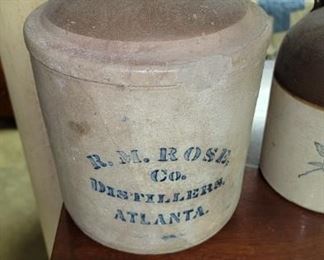 R. M. ROSE,
Co.
DISTILLERS,
ATLANTA.